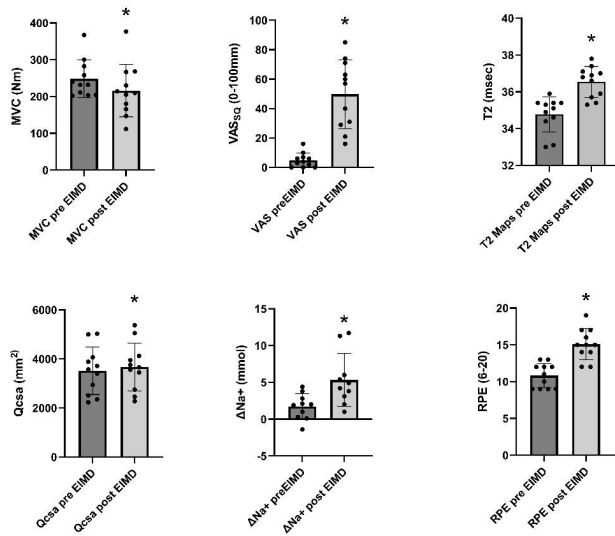 *
400
300
200
100
0
MVC (Nm)
MVC pre EIMD
MVC post EIMD
*
100
80
60
40
20
0
VAS_SQ (0-100mm)
VAS preEIMD
VAS post EIMD
*
40
38
36
34
32
T2 (msec)
T2 Maps pre EIMD
T2 Maps post EIMD
*
6000
4000
2000
0
Qcsa (mm²)
Qcsa pre EIMD
Qcsa post EIMD
*
15
10
5
0
-5
ΔNa+ (mmol)
ΔNa+ preEIMD
ΔNa+ post EIMD
*
20
15
10
5
0
RPE (6-20)
RPE pre EIMD
RPE post EIMD